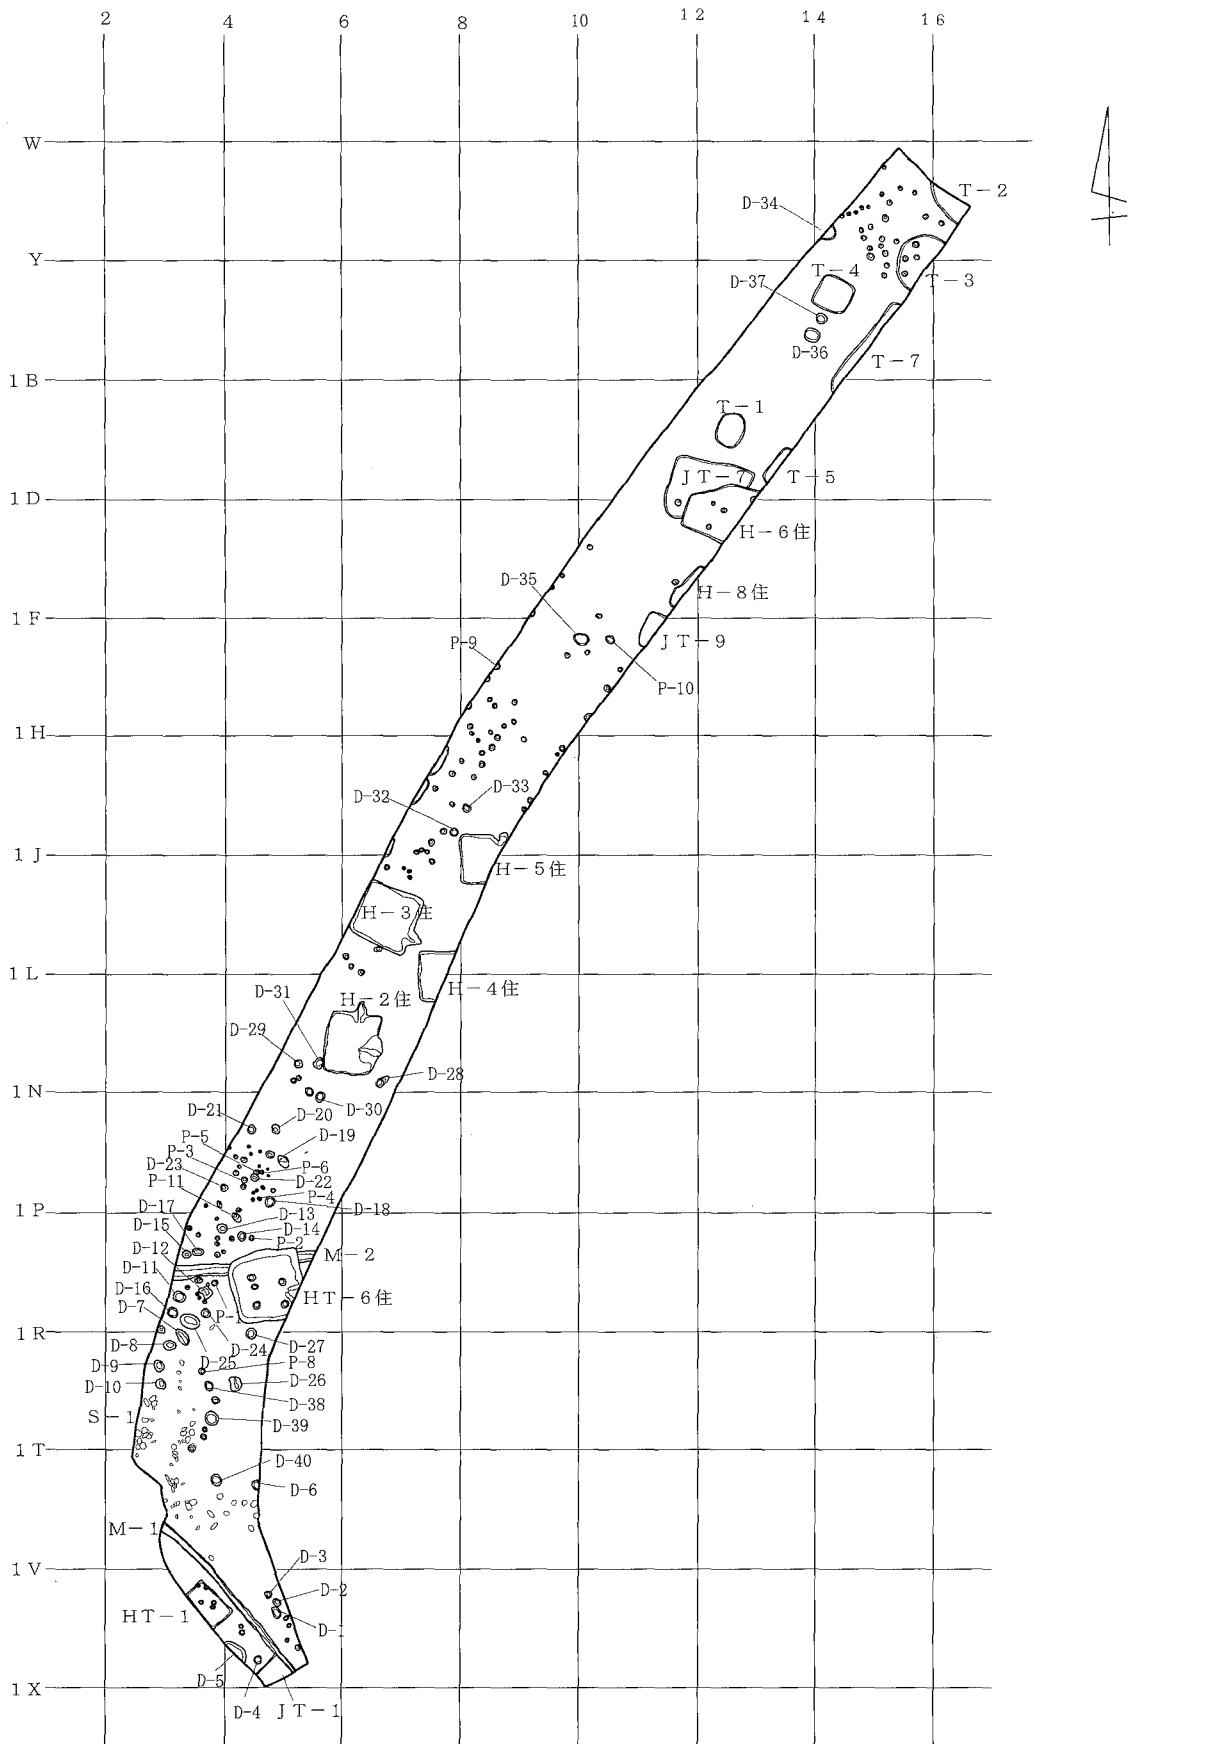 2 4 6 8 10 12 14 16
W
T-2
D-34
Y
T-4
T-3
D-37
D-36
T-7
1B
T-1
JT-7
T-5
1D
H-6住
D-35
H-8住
1F
P-9
JT-9
P-10
1H
D-33
D-32
1J
H-5住
H-3住
1L
H-4住
D-31
H-2住
D-29
D-28
1N
D-30
D-21
D-20
P-5
D-19
P-3
P-6
D-23
D-22
P-11
P-4
D-17
D-18
1P
D-13
D-15
D-14
P-2
D-12
M-2
D-11
D-16
HT-6住
D-7
P-1
1R
D-8
D-24
D-27
D-9
D-25
P-8
D-10
D-26
D-38
S-1
D-39
1T
D-40
D-6
M-1
D-3
1V
D-2
HT-1
D-1
D-5
1X
D-4
JT-1